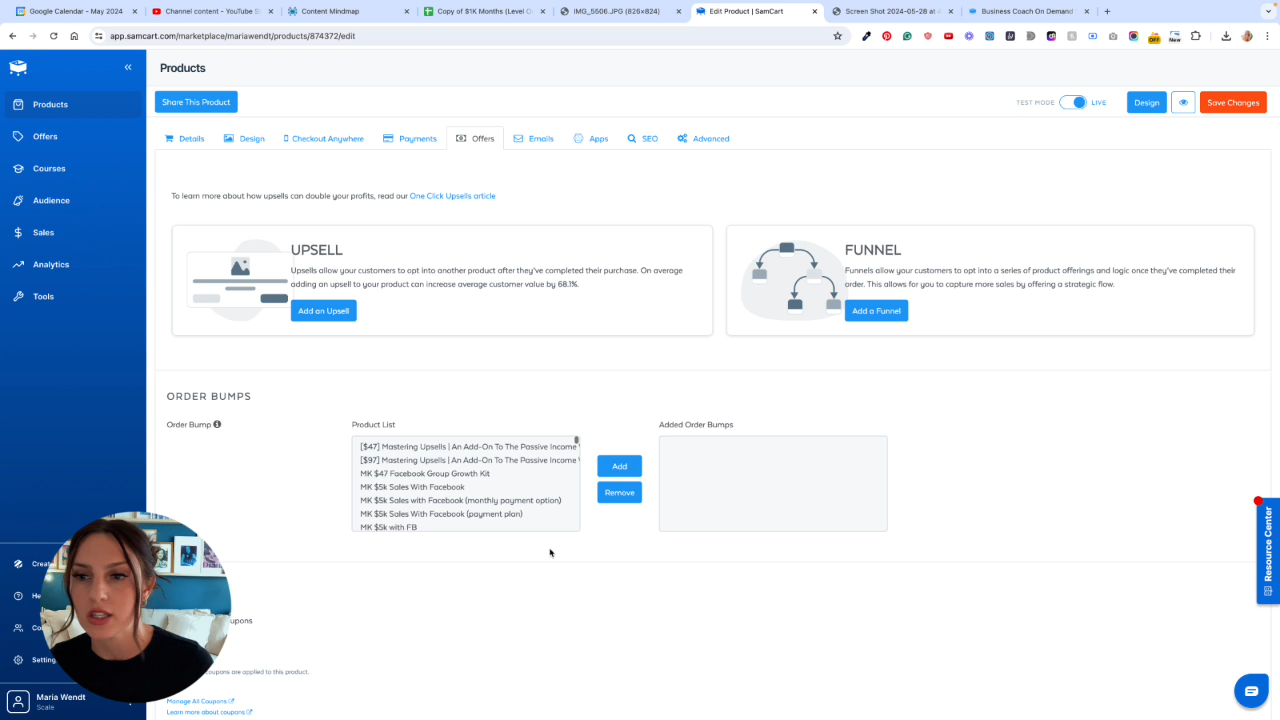 Google Calendar - May 2024
Channel contents - YouTube St
Content Mindmap
Copy of $1K Months (Level O
IMG_5506.JPG (826×824)
Edit Product | SamCart
Screen Shot 2024-05-28 at
Business Coach On Demand
app.samcart.com/marketplace/mariawendt/products/874372/edit
OFF
New
Products
Products
Offers
Courses
Audience
Sales
Analytics
Tools
Settin
Maria Wendt
Scale
Share This Product
TEST MODE
LIVE
Design
Save Changes
Details
Design
Checkout Anywhere
Payments
Offers
Emails
Apps
SEO
Advanced
To learn more about how upsells can double your profits, read our One Click Upsells article
UPSELL
Upsells allow your customers to opt into another product after they've completed their purchase. On average
adding an upsell to your product can increase average customer value by 68.1%.
Add an Upsell
FUNNEL
Funnels allow your customers to opt into a series of product offerings and logic once they've completed their
order. This allows for you to capture more sales by offering a strategic flow.
Add a Funnel
ORDER BUMPS
Order Bump
Product List
[$47] Mastering Upsells | An Add-On To The Passive Income
[$97] Mastering Upsells | An Add-On To The Passive Income
MK $47 Facebook Group Growth Kit
MK $5k Sales With Facebook
MK $5k Sales with Facebook (monthly payment option)
MK $5k Sales With Facebook (payment plan)
MK $5k with FB
Add
Remove
Added Order Bumps
upons
coupons are applied to this product.
Manage All Coupons
Learn more about coupons
Resource Center